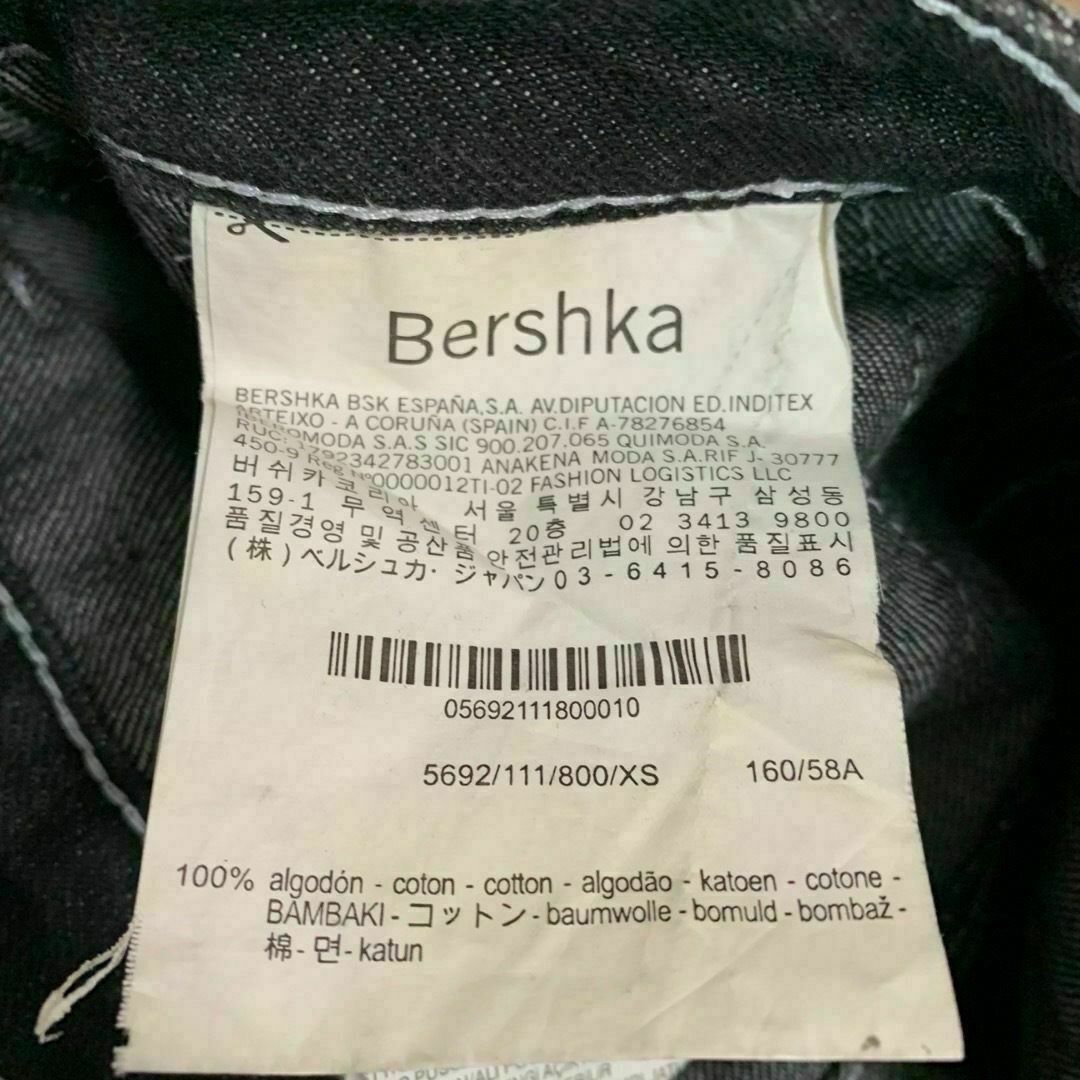 Bershka
BERSHKA BSK ESPAÑA,S.A. AV.DIPUTACION ED.INDITEX
ARTEIXO - A CORUÑA (SPAIN) C.I.F A-78276854
S.A.S SIC 900.207.065 QUIMODA S.A.
RUC: 1792342783001 ANAKENA MODA S.A.RIF J- 30777
450-9 Reg.Nº0000012TI-02 FASHION LOGISTICS LLC
버쉬카코리아 서울 특별시 강남구 삼성동
159-1 무역센터 20층 02 3413 9800
품질경영 및 공산품안전관리법에 의한 품질표시
(株)ベルシュカ・ジャパン03-6415-8086
05692111800010
5692/111/800/XS 160/58A
100% algodón - coton - cotton - algodão - katoen - cotone -
BAMBAKI - コットン - baumwolle - bomuld - bombaž -
棉 - 면 - katun